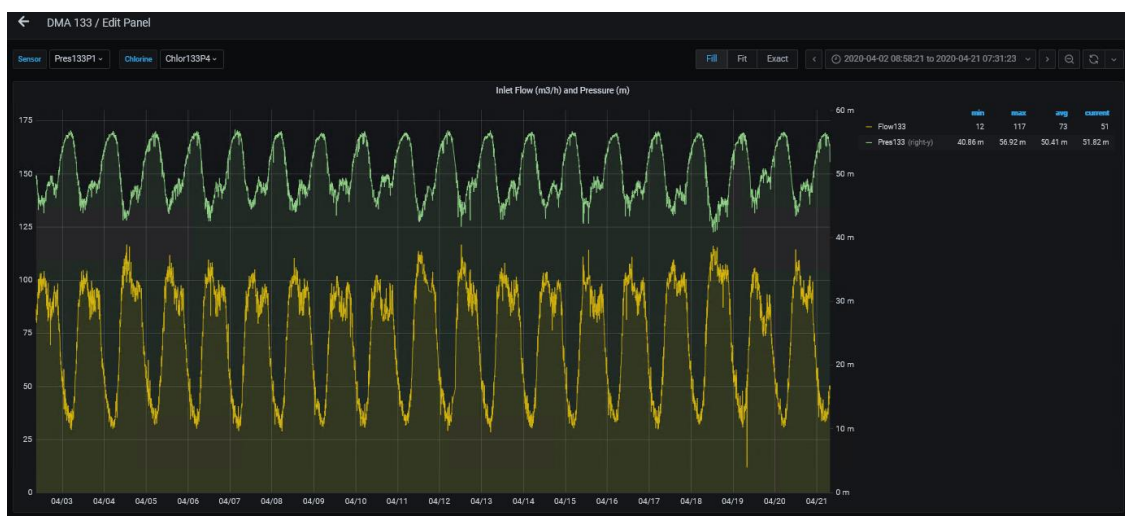 ← DMA 133 / Edit Panel
Sensor Pres133P1 Chlorine Chlor133P4 Fill Fit Exact 2020-04-02 08:58:21 to 2020-04-21 07:31:23
Inlet Flow (m3/h) and Pressure (m)
min max avg current
Flow133 12 117 73 51
Pres133 (right-y) 40.86 m 56.92 m 50.41 m 51.82 m
175
150
125
100
75
50
25
0
60 m
50 m
40 m
30 m
20 m
10 m
0 m
04/03 04/04 04/05 04/06 04/07 04/08 04/09 04/10 04/11 04/12 04/13 04/14 04/15 04/16 04/17 04/18 04/19 04/20 04/21